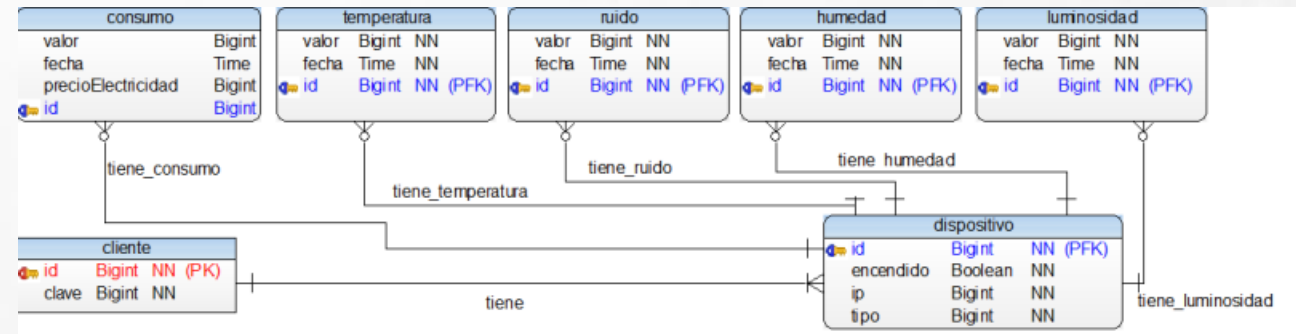 consumo
valor Bigint
fecha Time
precioElectricidad Bigint
id Bigint
temperatura
valor Bigint NN
fecha Time NN
id Bigint NN (PFK)
ruido
valor Bigint NN
fecha Time NN
id Bigint NN (PFK)
humedad
valor Bigint NN
fecha Time NN
id Bigint NN (PFK)
luminosidad
valor Bigint NN
fecha Time NN
id Bigint NN (PFK)
tiene_consumo
tiene_temperatura
tiene_ruido
tiene_humedad
cliente
id Bigint NN (PK)
clave Bigint NN
tiene
dispositivo
id Bigint NN (PFK)
encendido Boolean NN
ip Bigint NN
tipo Bigint NN
tiene_luminosidad